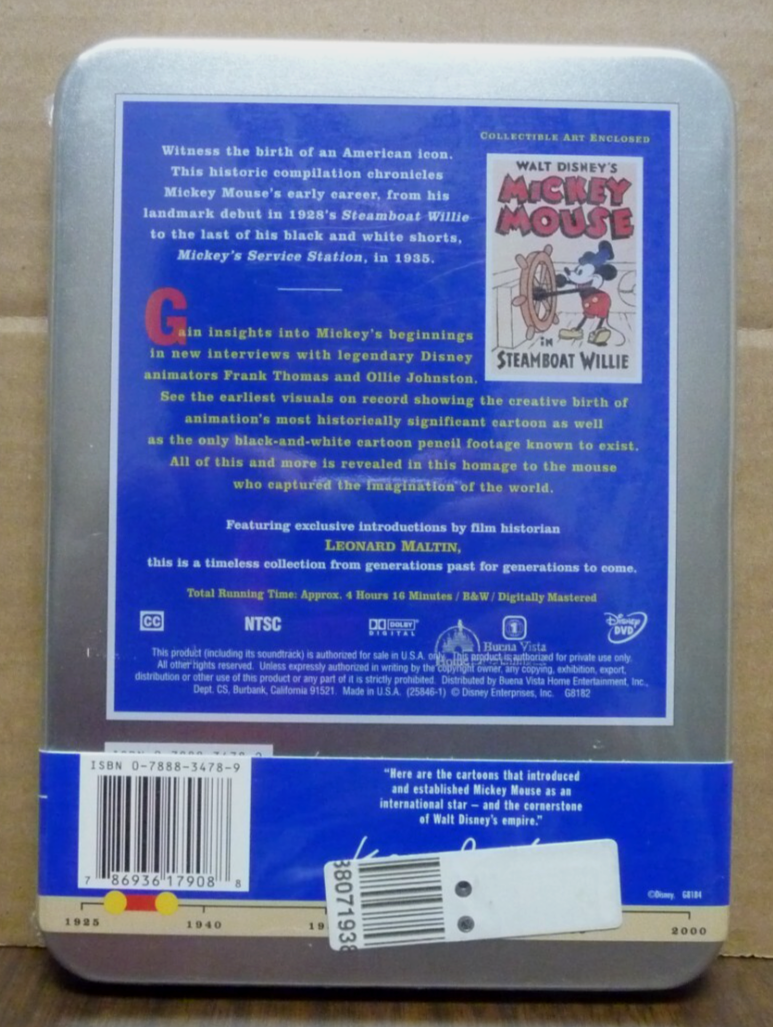 COLLECTIBLE ART ENCLOSED
Witness the birth of an American icon.
This historic compilation chronicles
Mickey Mouse's early career, from his
landmark debut in 1928's Steamboat Willie
to the last of his black and white shorts,
Mickey's Service Station, in 1935.
WALT DISNEY'S
MICKEY
MOUSE
IN
STEAMBOAT WILLIE
Gain insights into Mickey's beginnings
in new interviews with legendary Disney
animators Frank Thomas and Ollie Johnston.
See the earliest visuals on record showing the creative birth of
animation's most historically significant cartoon as well
as the only black-and-white cartoon pencil footage known to exist.
All of this and more is revealed in this homage to the mouse
who captured the imagination of the world.
Featuring exclusive introductions by film historian
LEONARD MALTIN,
this is a timeless collection from generations past for generations to come.
Total Running Time: Approx. 4 Hours 16 Minutes / B&W / Digitally Mastered
CC NTSC DOLBY DIGITAL 1 Disney DVD
Buena Vista
This product (including its soundtrack) is authorized for sale in U.S.A. only. This product is authorized for private use only.
All other rights reserved. Unless expressly authorized in writing by the copyright owner, any copying, exhibition, export,
distribution or other use of this product or any part of it is strictly prohibited. Distributed by Buena Vista Home Entertainment, Inc.,
Dept. CS, Burbank, California 91521. Made in U.S.A. (25846-1) © Disney Enterprises, Inc. G8182
ISBN 0-7888-3478-9
ISBN 0-7888-3478-9
"Here are the cartoons that introduced
and established Mickey Mouse as an
international star – and the cornerstone
of Walt Disney's empire."
7 86936 17908 8
38071938
©Disney. G8184
1925 1940 2000